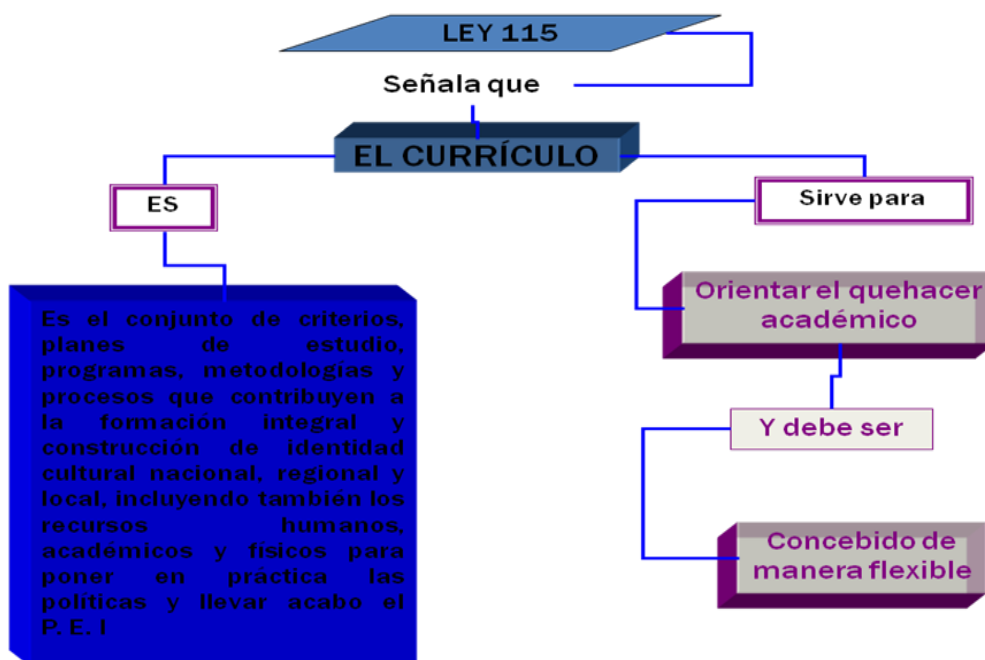 LEY 115
Señala que
EL CURRÍCULO
ES
Es el conjunto de criterios,
planes de estudio,
programas, metodologías y
procesos que contribuyen a
la formación integral y
construcción de identidad
cultural nacional, regional y
local, incluyendo también los
recursos humanos,
académicos y físicos para
poner en práctica las
políticas y llevar acabo el
P. E. I
Sirve para
Orientar el quehacer
académico
Y debe ser
Concebido de
manera flexible